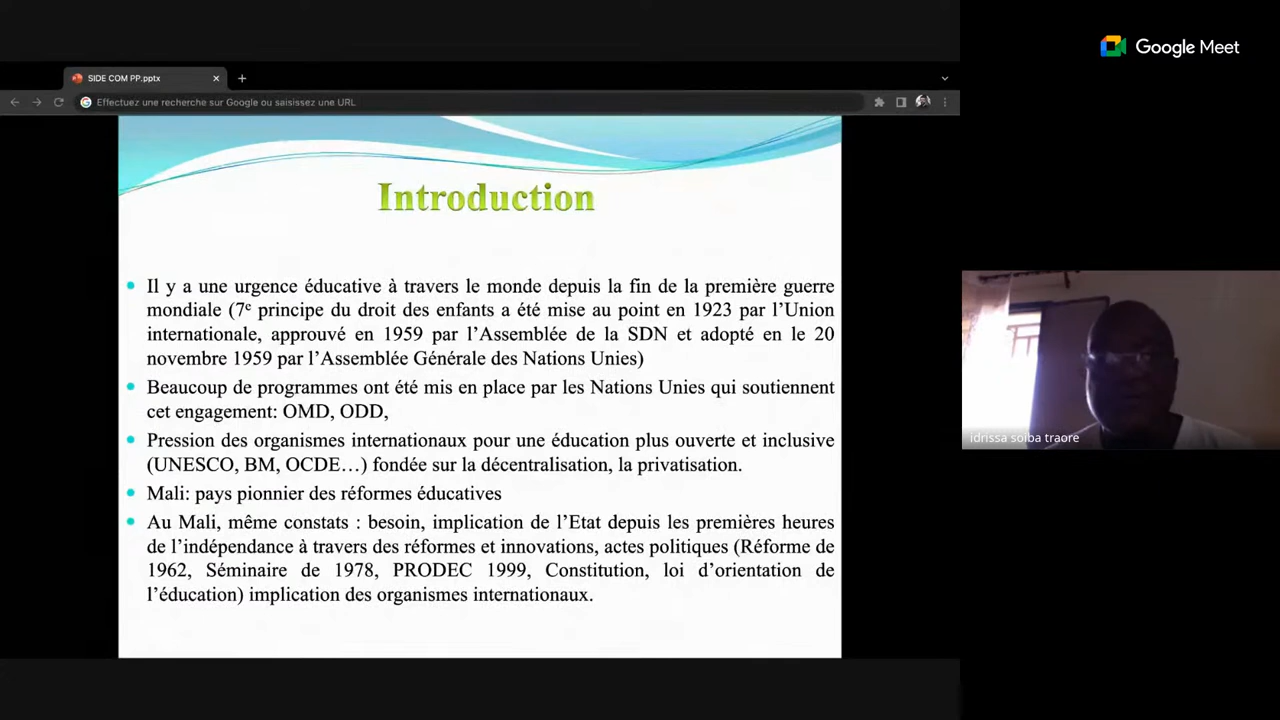 Google Meet
SIDE COM PP.pptx
Effectuez une recherche sur Google ou saisissez une URL
Introduction
Il y a une urgence éducative à travers le monde depuis la fin de la première guerre
mondiale (7e principe du droit des enfants a été mise au point en 1923 par l'Union
internationale, approuvé en 1959 par l'Assemblée de la SDN et adopté en le 20
novembre 1959 par l'Assemblée Générale des Nations Unies)
Beaucoup de programmes ont été mis en place par les Nations Unies qui soutiennent
cet engagement: OMD, ODD,
Pression des organismes internationaux pour une éducation plus ouverte et inclusive
(UNESCO, BM, OCDE…) fondée sur la décentralisation, la privatisation.
Mali: pays pionnier des réformes éducatives
Au Mali, même constats : besoin, implication de l'Etat depuis les premières heures
de l'indépendance à travers des réformes et innovations, actes politiques (Réforme de
1962, Séminaire de 1978, PRODEC 1999, Constitution, loi d'orientation de
l'éducation) implication des organismes internationaux.
idrissa soiba traore